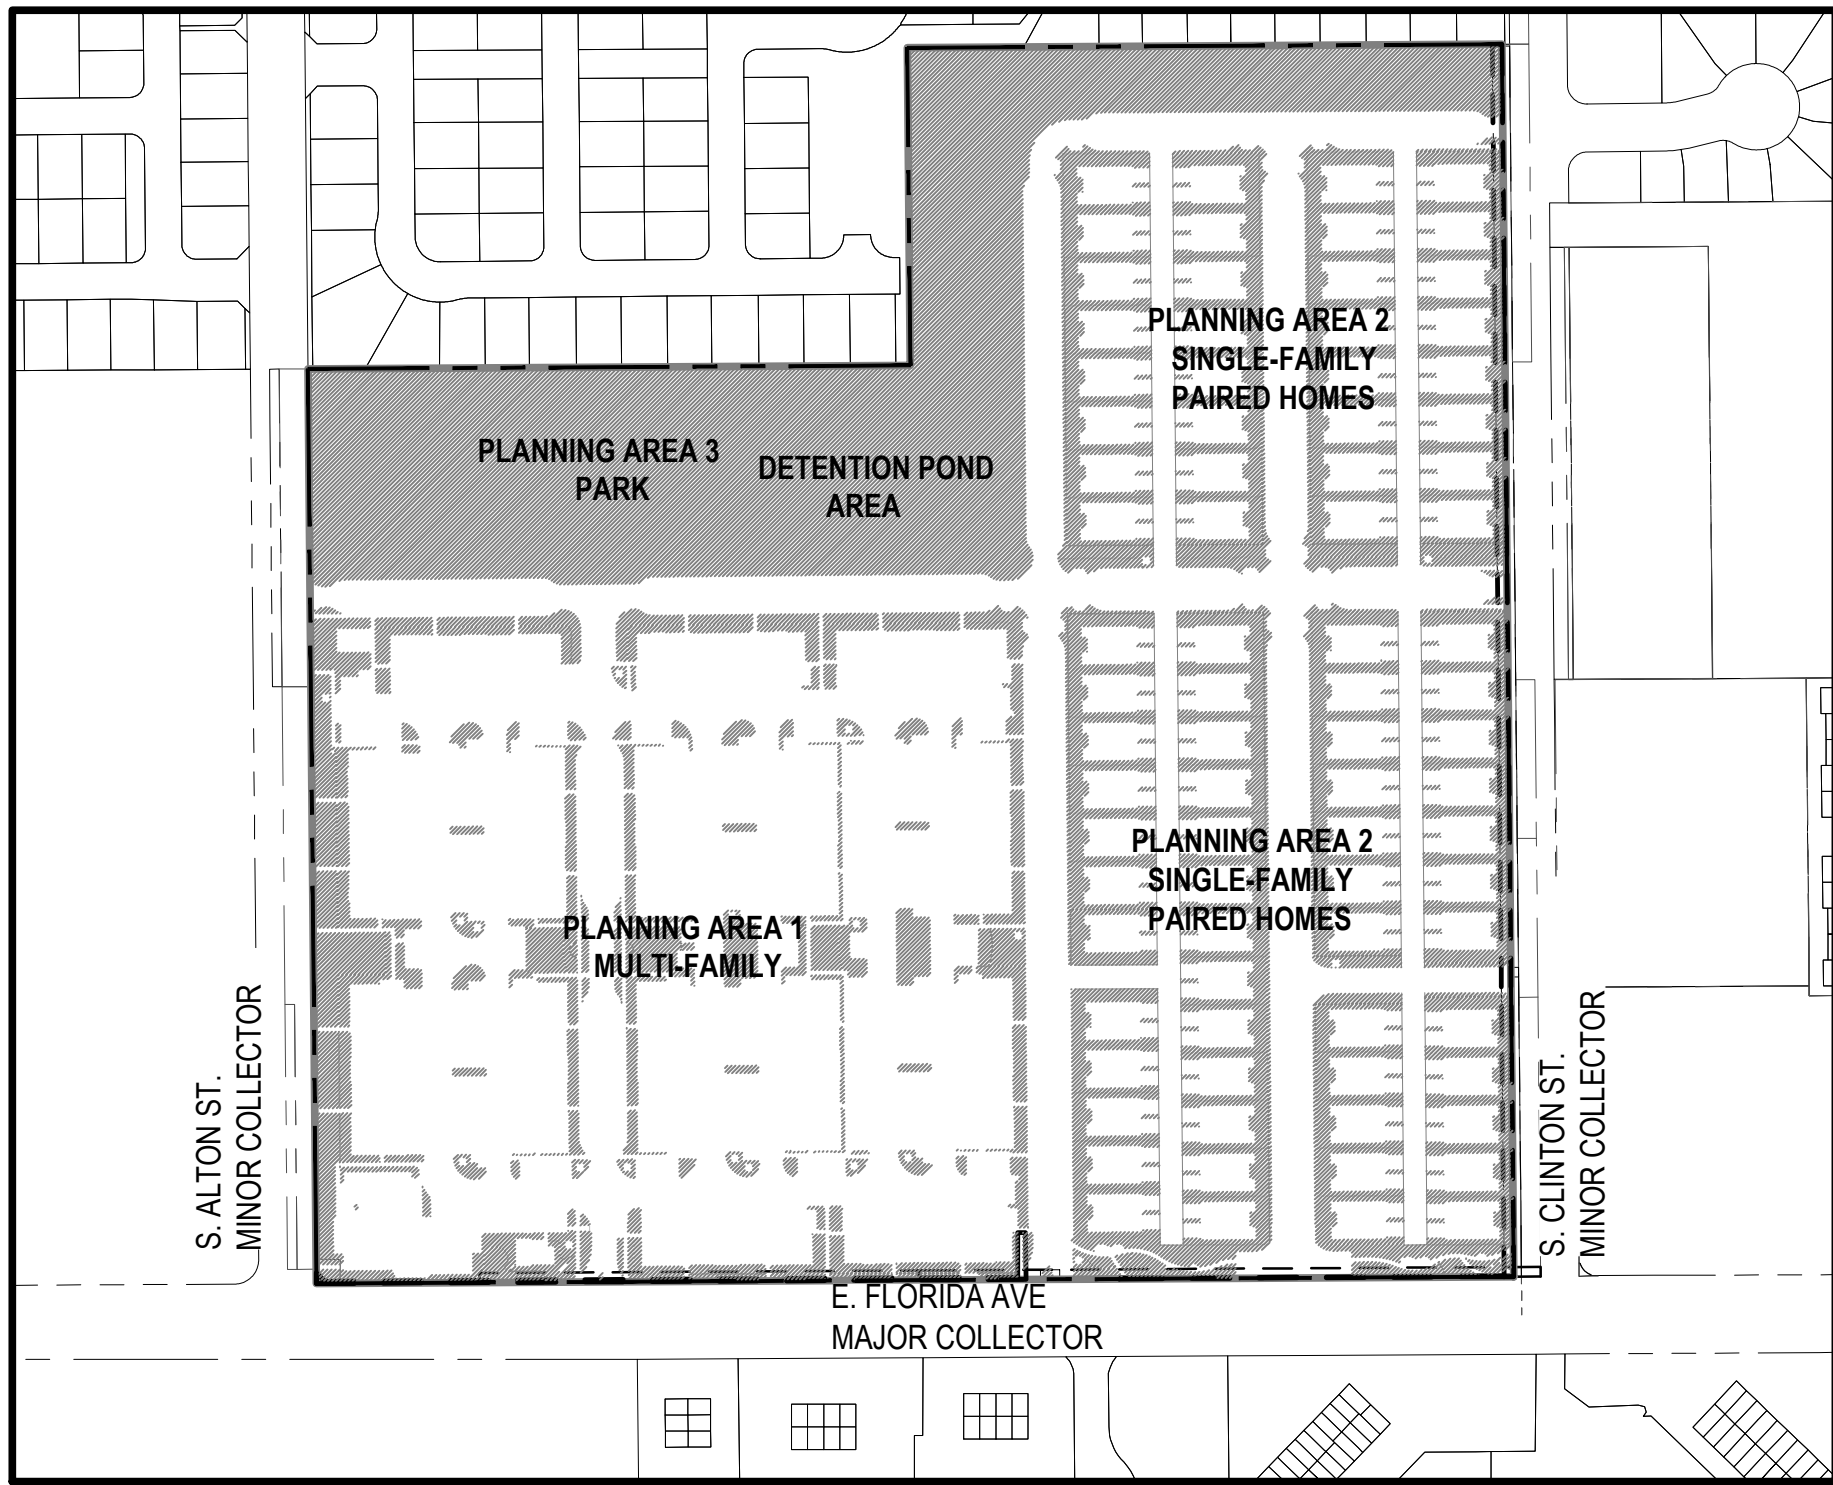 PLANNING AREA 2
SINGLE-FAMILY
PAIRED HOMES
PLANNING AREA 3
PARK
DETENTION POND
AREA
PLANNING AREA 2
SINGLE-FAMILY
PAIRED HOMES
PLANNING AREA 1
MULTI-FAMILY
S. ALTON ST.
MINOR COLLECTOR
S. CLINTON ST.
MINOR COLLECTOR
E. FLORIDA AVE
MAJOR COLLECTOR